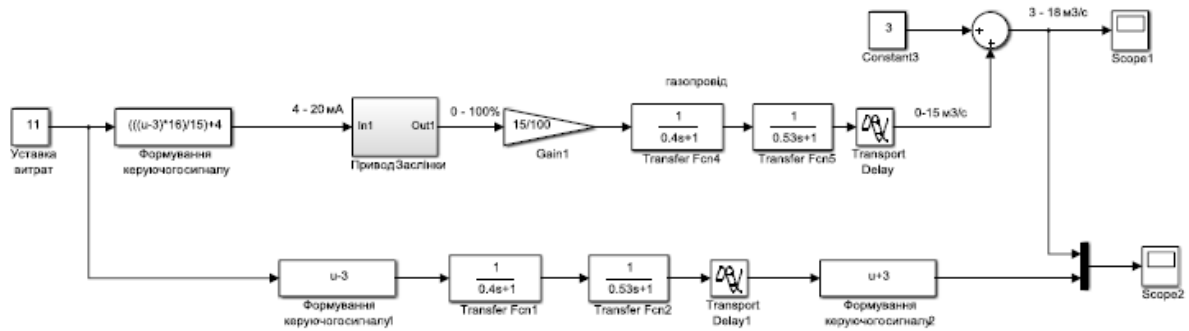 3 - 18 м3/с
3
Constant3
+
+
Scope1
газопровід
11
Уставка
витрат
(((u-3)*16)/15)+4
Формування
керуючогосигналу
4 - 20 мА
In1
Out1
ПриводЗаслінки
0 - 100%
15/100
Gain1
1
0.4s+1
Transfer Fcn4
1
0.53s+1
Transfer Fcn5
Transport
Delay
0-15 м3/с
u-3
Формування
керуючогосигналу1
1
0.4s+1
Transfer Fcn1
1
0.53s+1
Transfer Fcn2
Transport
Delay1
u+3
Формування
керуючогосигналу2
Scope2